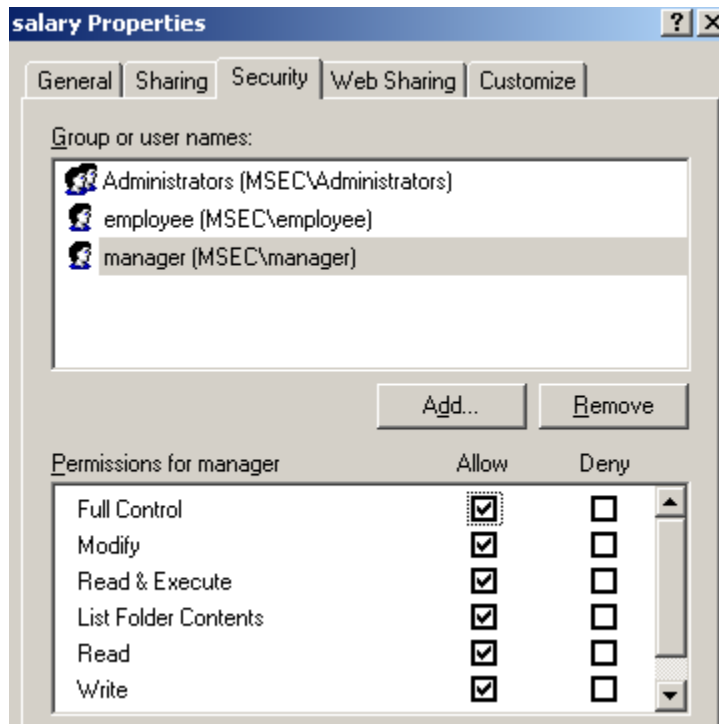 salary Properties ? X
General Sharing Security Web Sharing Customize
Group or user names:
Administrators (MSEC\Administrators)
employee (MSEC\employee)
manager (MSEC\manager)
Add... Remove
Permissions for manager Allow Deny
Full Control
Modify
Read & Execute
List Folder Contents
Read
Write